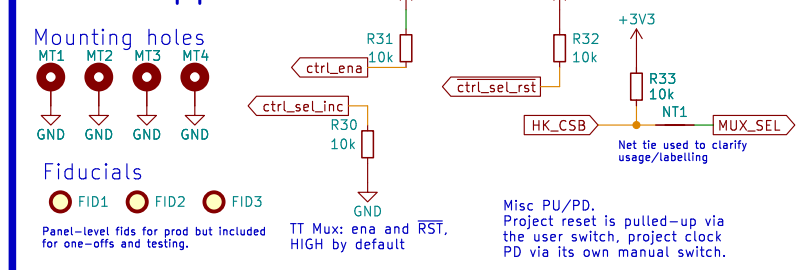 Mounting holes
MT1 MT2 MT3 MT4
GND GND GND GND
Fiducials
FID1 FID2 FID3
Panel-level fids for prod but included
for one-offs and testing.
R31
10k
ctrl_ena
ctrl_sel_inc
R30
10k
GND
TT Mux: ena and RST,
HIGH by default
R32
10k
ctrl_sel_rst
+3V3
R33
10k
NT1
HK_CSB
MUX_SEL
Net tie used to clarify
usage/labelling
Misc PU/PD.
Project reset is pulled-up via
the user switch, project clock
PD via its own manual switch.